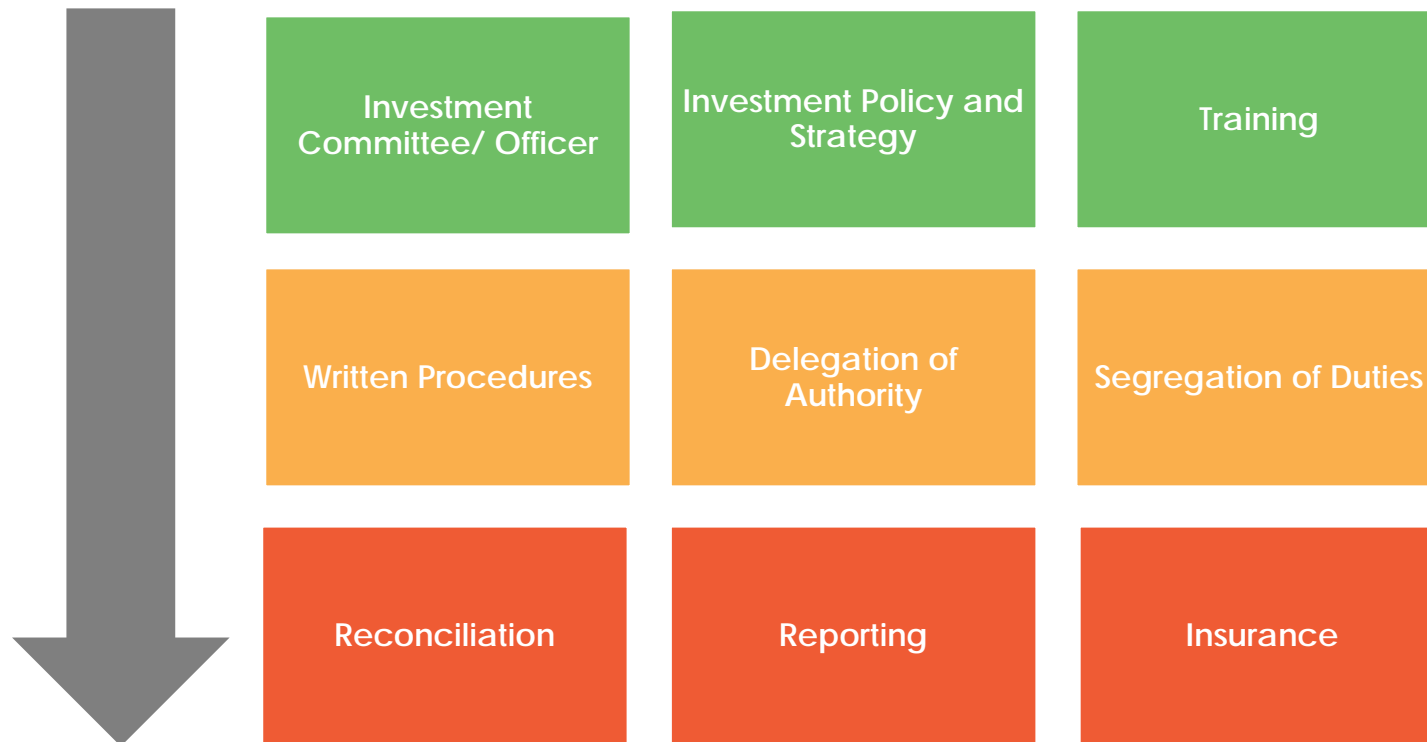 Investment
Committee/ Officer
Investment Policy and
Strategy
Training
Written Procedures
Delegation of
Authority
Segregation of Duties
Reconciliation
Reporting
Insurance